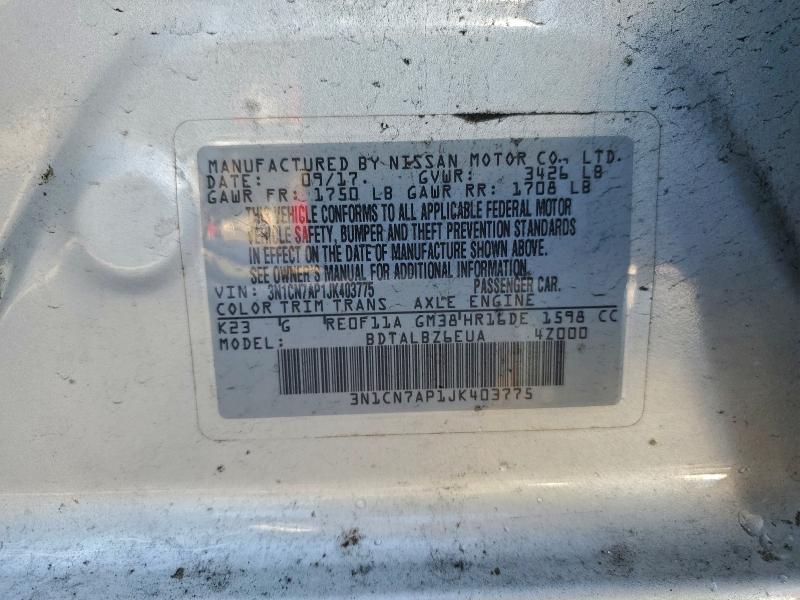 MANUFACTURED BY NISSAN MOTOR CO., LTD.
DATE: 09/17. GVWR: 3426 LB
GAWR FR: 1750 LB GAWR RR: 1708 LB
THIS VEHICLE CONFORMS TO ALL APPLICABLE FEDERAL MOTOR
VEHICLE SAFETY, BUMPER AND THEFT PREVENTION STANDARDS
IN EFFECT ON THE DATE OF MANUFACTURE SHOWN ABOVE.
SEE OWNER'S MANUAL FOR ADDITIONAL INFORMATION.
VIN: 3N1CN7AP1JK403775 PASSENGER CAR.
COLOR TRIM TRANS AXLE ENGINE
K23 G RE0F11A GM38 HR16DE 1598 CC
MODEL: BDTALBZ6EUA 4Z000
3N1CN7AP1JK403775